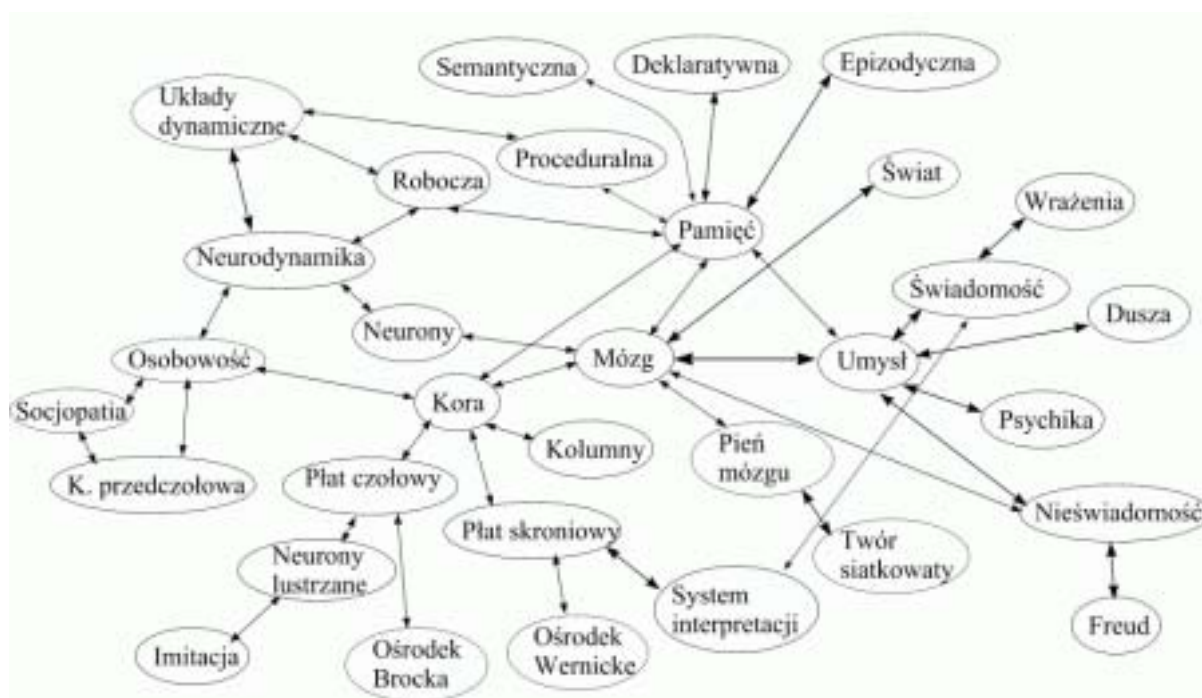 Semantyczna
Deklaratywna
Epizodyczna
Układy
dynamiczne
Proceduralna
Robocza
Świat
Wrażenia
Pamięć
Neurodynamika
Świadomość
Dusza
Neurony
Osobowość
Mózg
Umysł
Socjopatia
Kora
Psychika
Kolumny
Pień
mózgu
K. przedczołowa
Płat czołowy
Nieświadomość
Płat skroniowy
Neurony
lustrzane
Twór
siatkowaty
System
interpretacji
Imitacja
Ośrodek
Brocka
Ośrodek
Wernicke
Freud